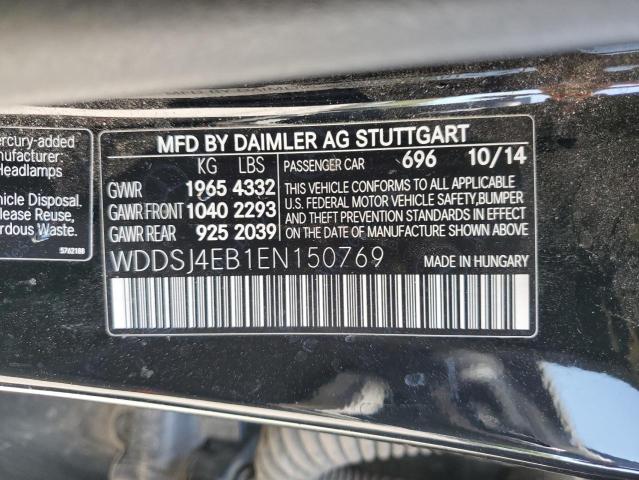 MFD BY DAIMLER AG STUTTGART
KG LBS
PASSENGER CAR 696 10/14
GVWR 1965 4332
GAWR FRONT 1040 2293
GAWR REAR 925 2039
THIS VEHICLE CONFORMS TO ALL APPLICABLE
U.S. FEDERAL MOTOR VEHICLE SAFETY, BUMPER
AND THEFT PREVENTION STANDARDS IN EFFECT
ON THE DATE OF MANUFACTURE SHOWN ABOVE.
WDDSJ4EB1EN150769
MADE IN HUNGARY
ercury-added
Headlamps
hicle Disposal.
lease Reuse,
rdous Waste.
5762188